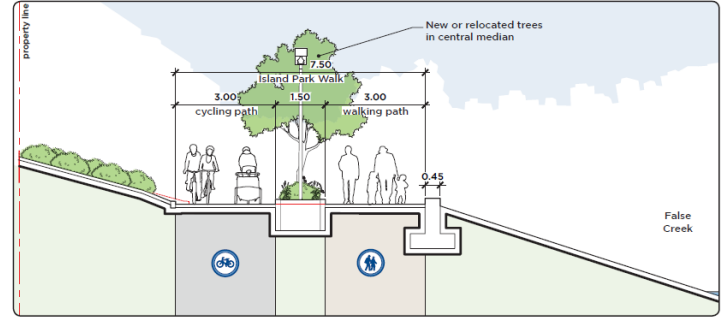 property line
New or relocated trees
in central median
7.50
Island Park Walk
3.00
1.50
3.00
cycling path
walking path
0.45
False
Creek